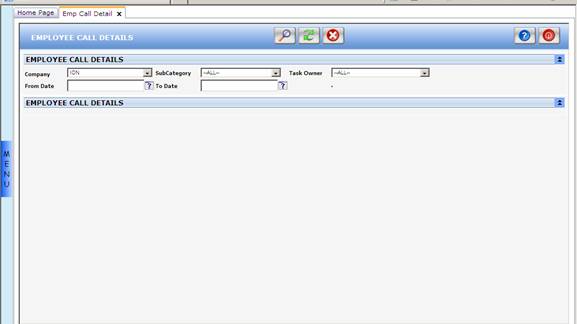 Home Page
Emp Call Detail x
EMPLOYEE CALL DETAILS
EMPLOYEE CALL DETAILS
Company ION SubCategory --ALL-- Task Owner --ALL--
From Date ? To Date ?
EMPLOYEE CALL DETAILS
MENU